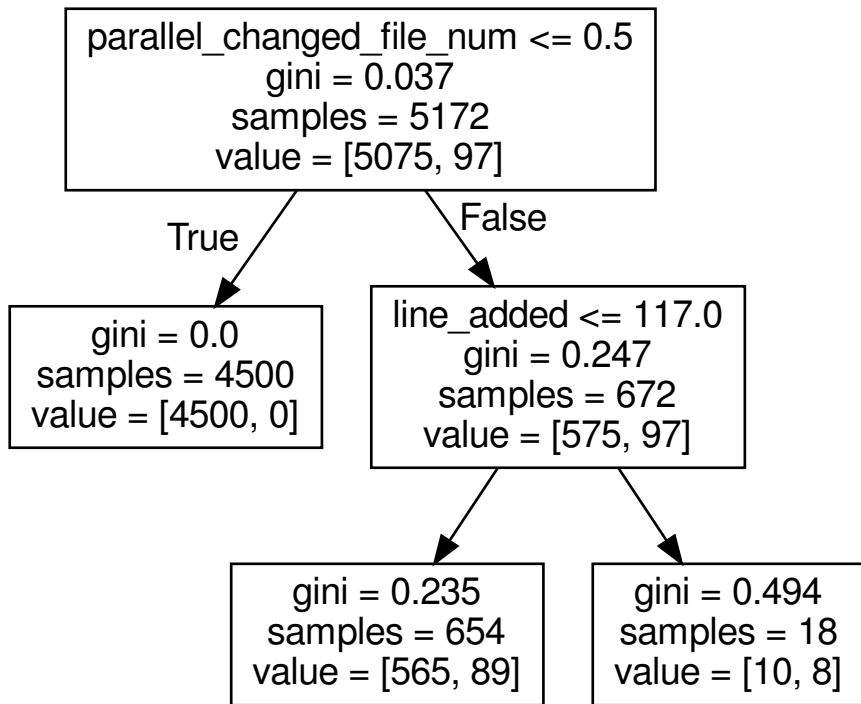 parallel_changed_file_num <= 0.5
gini = 0.037
samples = 5172
value = [5075, 97]
True
False
gini = 0.0
samples = 4500
value = [4500, 0]
line_added <= 117.0
gini = 0.247
samples = 672
value = [575, 97]
gini = 0.235
samples = 654
value = [565, 89]
gini = 0.494
samples = 18
value = [10, 8]